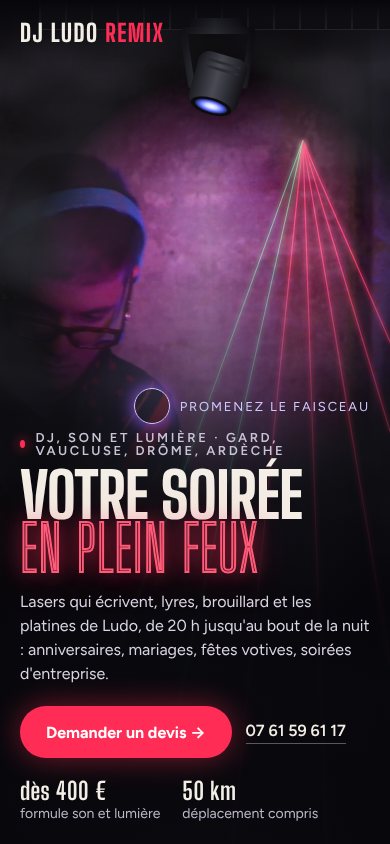 DJ LUDO REMIX
PROMENEZ LE FAISCEAU
DJ, SON ET LUMIÈRE · GARD,
VAUCLUSE, DRÔME, ARDÈCHE
VOTRE SOIRÉE
EN PLEIN FEUX
Lasers qui écrivent, lyres, brouillard et les
platines de Ludo, de 20 h jusqu'au bout de la nuit
: anniversaires, mariages, fêtes votives, soirées
d'entreprise.
Demander un devis → 07 61 59 61 17
dès 400 € 50 km
formule son et lumière déplacement compris